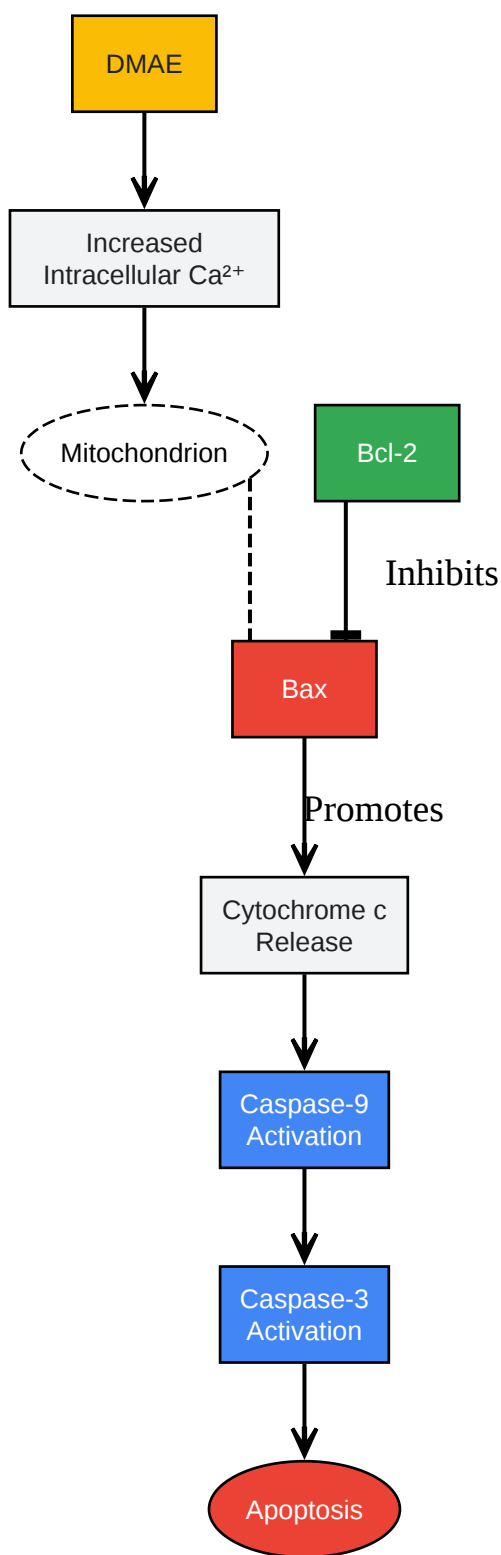 DMAE
Increased
Intracellular Ca²⁺
Mitochondrion
Bcl-2
Inhibits
Bax
Promotes
Cytochrome c
Release
Caspase-9
Activation
Caspase-3
Activation
Apoptosis